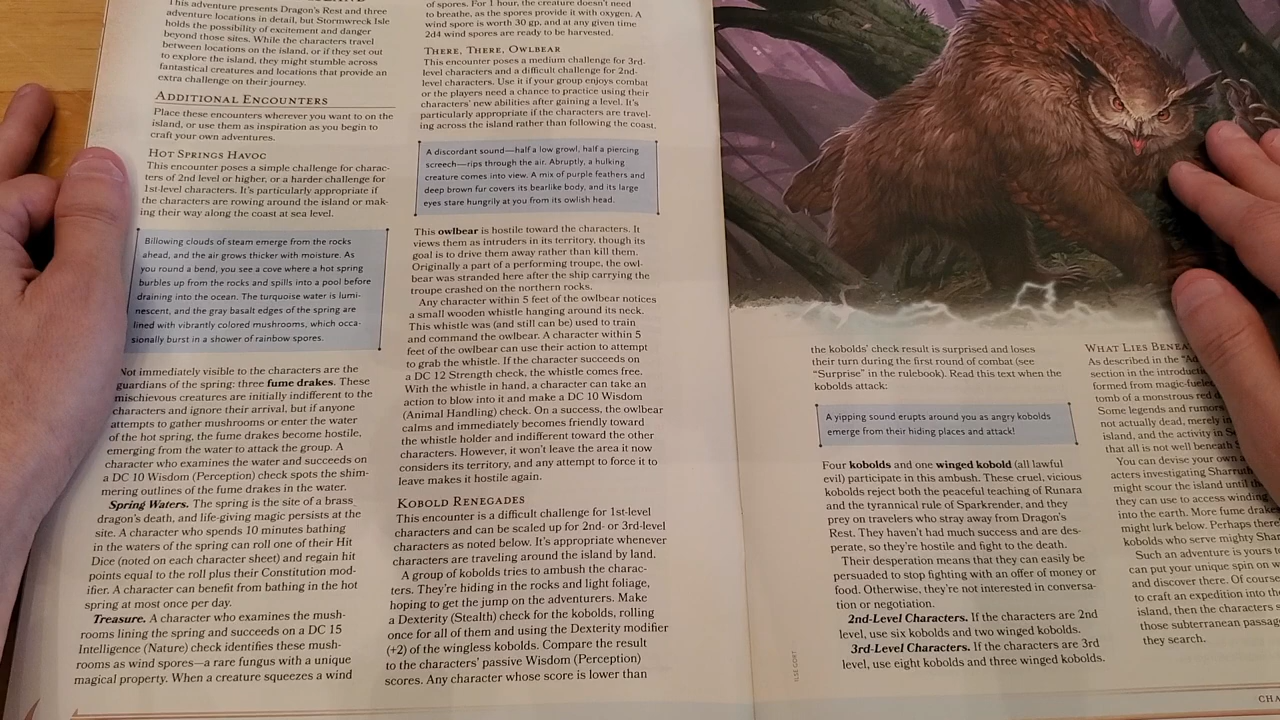 This adventure presents Dragon's Rest and three
adventure locations in detail, but Stormwreck Isle
holds the possibility of excitement and danger
beyond those sites. While the characters travel
between locations on the island, or if they set out
to explore the island, they might stumble across
fantastical creatures and locations that provide an
extra challenge on their journey.
Additional Encounters
Place these encounters wherever you want to on the
island, or use them as inspiration as you begin to
craft your own adventures.
Hot Springs Havoc
This encounter poses a simple challenge for charac-
ters of 2nd level or higher, or a harder challenge for
1st-level characters. It's particularly appropriate if
the characters are rowing around the island or mak-
ing their way along the coast at sea level.
Billowing clouds of steam emerge from the rocks
ahead, and the air grows thicker with moisture. As
you round a bend, you see a cove where a hot spring
burbles up from the rocks and spills into a pool before
draining into the ocean. The turquoise water is lumi-
nescent, and the gray basalt edges of the spring are
lined with vibrantly colored mushrooms, which occa-
sionally burst in a shower of rainbow spores.
Not immediately visible to the characters are the
guardians of the spring: three fume drakes. These
mischievous creatures are initially indifferent to the
characters and ignore their arrival, but if anyone
attempts to gather mushrooms or enter the water
of the hot spring, the fume drakes become hostile,
emerging from the water to attack the group. A
character who examines the water and succeeds on
a DC 10 Wisdom (Perception) check spots the shim-
mering outlines of the fume drakes in the water.
Spring Waters. The spring is the site of a brass
dragon's death, and life-giving magic persists at the
site. A character who spends 10 minutes bathing
in the waters of the spring can roll one of their Hit
Dice (noted on each character sheet) and regain hit
points equal to the roll plus their Constitution mod-
ifier. A character can benefit from bathing in the hot
spring at most once per day.
Treasure. A character who examines the mush-
rooms lining the spring and succeeds on a DC 15
Intelligence (Nature) check identifies these mush-
rooms as wind spores—a rare fungus with a unique
magical property. When a creature squeezes a wind
of spores. For 1 hour, the creature doesn't need
to breathe, as the spores provide it with oxygen. A
wind spore is worth 30 gp, and at any given time
2d4 wind spores are ready to be harvested.
There, There, Owlbear
This encounter poses a medium challenge for 3rd-
level characters and a difficult challenge for 2nd-
level characters. Use it if your group enjoys combat
or the players need a chance to practice using their
characters' new abilities after gaining a level. It's
particularly appropriate if the characters are travel-
ing across the island rather than following the coast.
A discordant sound—half a low growl, half a piercing
screech—rips through the air. Abruptly, a hulking
creature comes into view. A mix of purple feathers and
deep brown fur covers its bearlike body, and its large
eyes stare hungrily at you from its owlish head.
This owlbear is hostile toward the characters. It
views them as intruders in its territory, though its
goal is to drive them away rather than kill them.
Originally a part of a performing troupe, the owl-
bear was stranded here after the ship carrying the
troupe crashed on the northern rocks.
Any character within 5 feet of the owlbear notices
a small wooden whistle hanging around its neck.
This whistle was (and still can be) used to train
and command the owlbear. A character within 5
feet of the owlbear can use their action to attempt
to grab the whistle. If the character succeeds on
a DC 12 Strength check, the whistle comes free.
With the whistle in hand, a character can take an
action to blow into it and make a DC 10 Wisdom
(Animal Handling) check. On a success, the owlbear
calms and immediately becomes friendly toward
the whistle holder and indifferent toward the other
characters. However, it won't leave the area it now
considers its territory, and any attempt to force it to
leave makes it hostile again.
Kobold Renegades
This encounter is a difficult challenge for 1st-level
characters and can be scaled up for 2nd- or 3rd-level
characters as noted below. It's appropriate whenever
characters are traveling around the island by land.
A group of kobolds tries to ambush the charac-
ters. They're hiding in the rocks and light foliage,
hoping to get the jump on the adventurers. Make
a Dexterity (Stealth) check for the kobolds, rolling
once for all of them and using the Dexterity modifier
(+2) of the wingless kobolds. Compare the result
to the characters' passive Wisdom (Perception)
scores. Any character whose score is lower than
the kobolds' check result is surprised and loses
their turn during the first round of combat (see
"Surprise" in the rulebook). Read this text when the
kobolds attack:
A yipping sound erupts around you as angry kobolds
emerge from their hiding places and attack!
Four kobolds and one winged kobold (all lawful
evil) participate in this ambush. These cruel, vicious
kobolds reject both the peaceful teaching of Runara
and the tyrannical rule of Sparkrender, and they
prey on travelers who stray away from Dragon's
Rest. They haven't had much success and are des-
perate, so they're hostile and fight to the death.
Their desperation means that they can easily be
persuaded to stop fighting with an offer of money or
food. Otherwise, they're not interested in conversa-
tion or negotiation.
2nd-Level Characters. If the characters are 2nd
level, use six kobolds and two winged kobolds.
3rd-Level Characters. If the characters are 3rd
level, use eight kobolds and three winged kobolds.
What Lies
As described in the
section in the
formed from
tomb of a monstrous red
Some legends and rumors
not actually dead, merely
island, and the activity in
that all is not well beneath
You can devise your own
acters investigating
might scour the island until
they can use to access winding
into the earth. More fume drakes
might lurk below. Perhaps
kobolds who serve mighty
Such an adventure is yours
can put your unique spin on
and discover there. Of course
to craft an expedition into the
island, then the characters
those subterranean
they search.
ILSE GORT